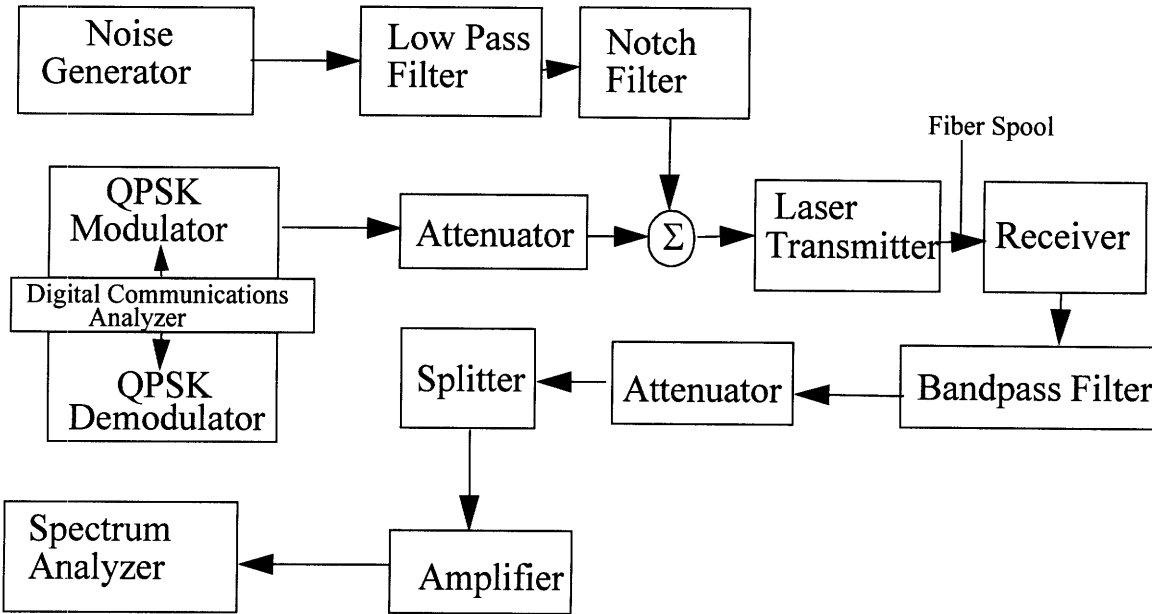 Noise
Generator
Low Pass
Filter
Notch
Filter
Fiber Spool
QPSK
Modulator
Attenuator
Σ
Laser
Transmitter
Receiver
Digital Communications
Analyzer
QPSK
Demodulator
Splitter
Attenuator
Bandpass Filter
Spectrum
Analyzer
Amplifier